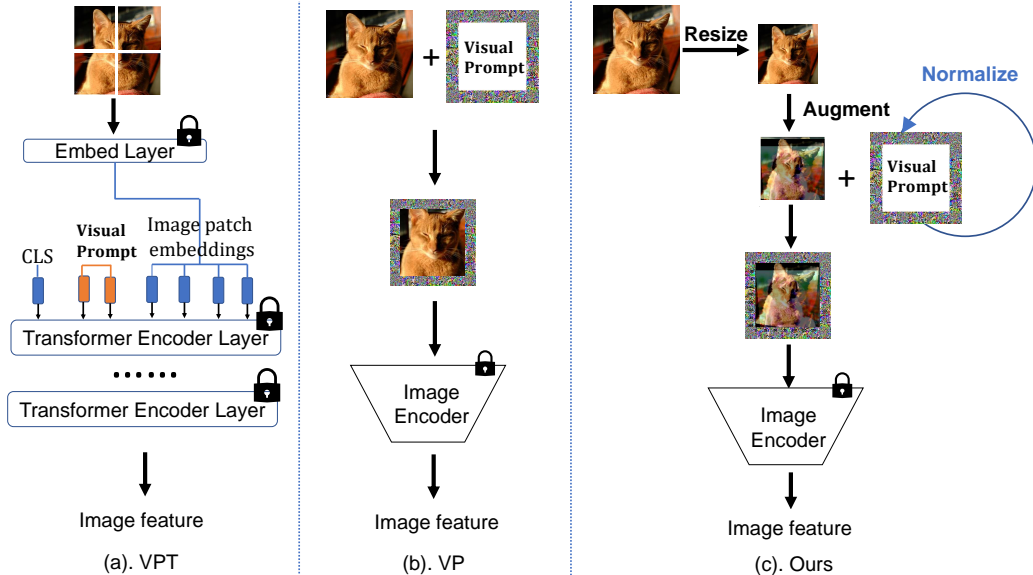 Embed Layer
CLS
Visual
Prompt
Image patch
embeddings
Transformer Encoder Layer
......
Transformer Encoder Layer
Image feature
(a). VPT
+
Visual
Prompt
Image
Encoder
Image feature
(b). VP
Resize
Augment
Normalize
+
Visual
Prompt
Image
Encoder
Image feature
(c). Ours